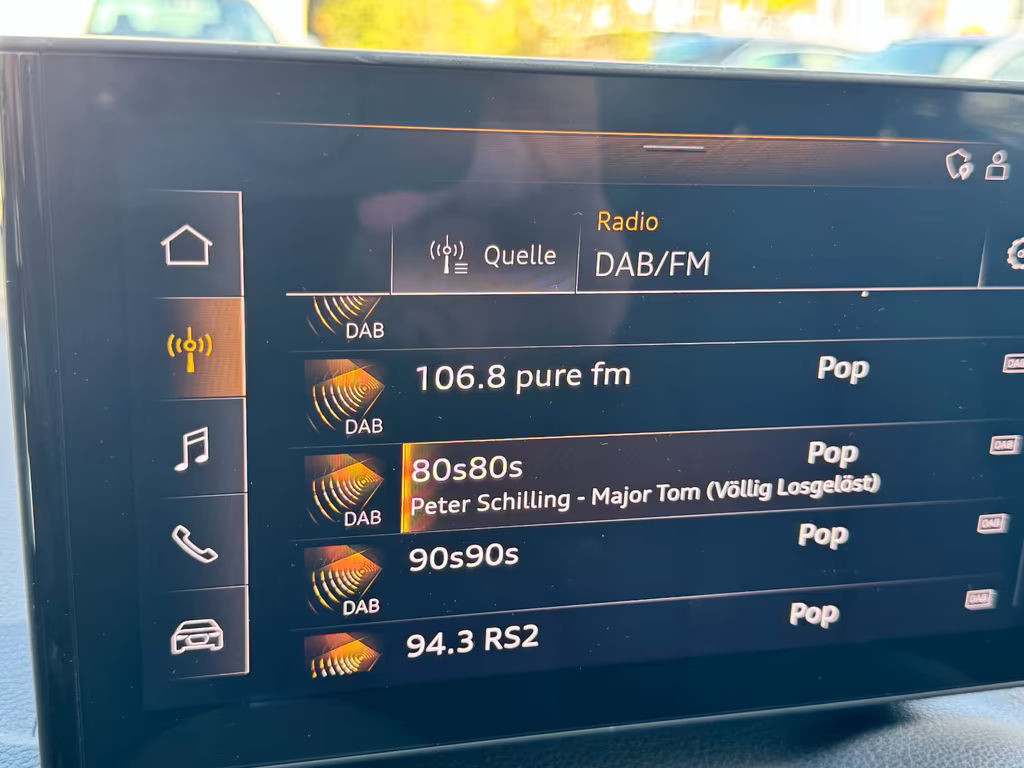 Radio
Quelle
DAB/FM
DAB
106.8 pure fm Pop DAB
DAB
80s80s Pop DAB
Peter Schilling - Major Tom (Völlig Losgelöst)
DAB
90s90s Pop DAB
DAB
94.3 RS2 Pop DAB